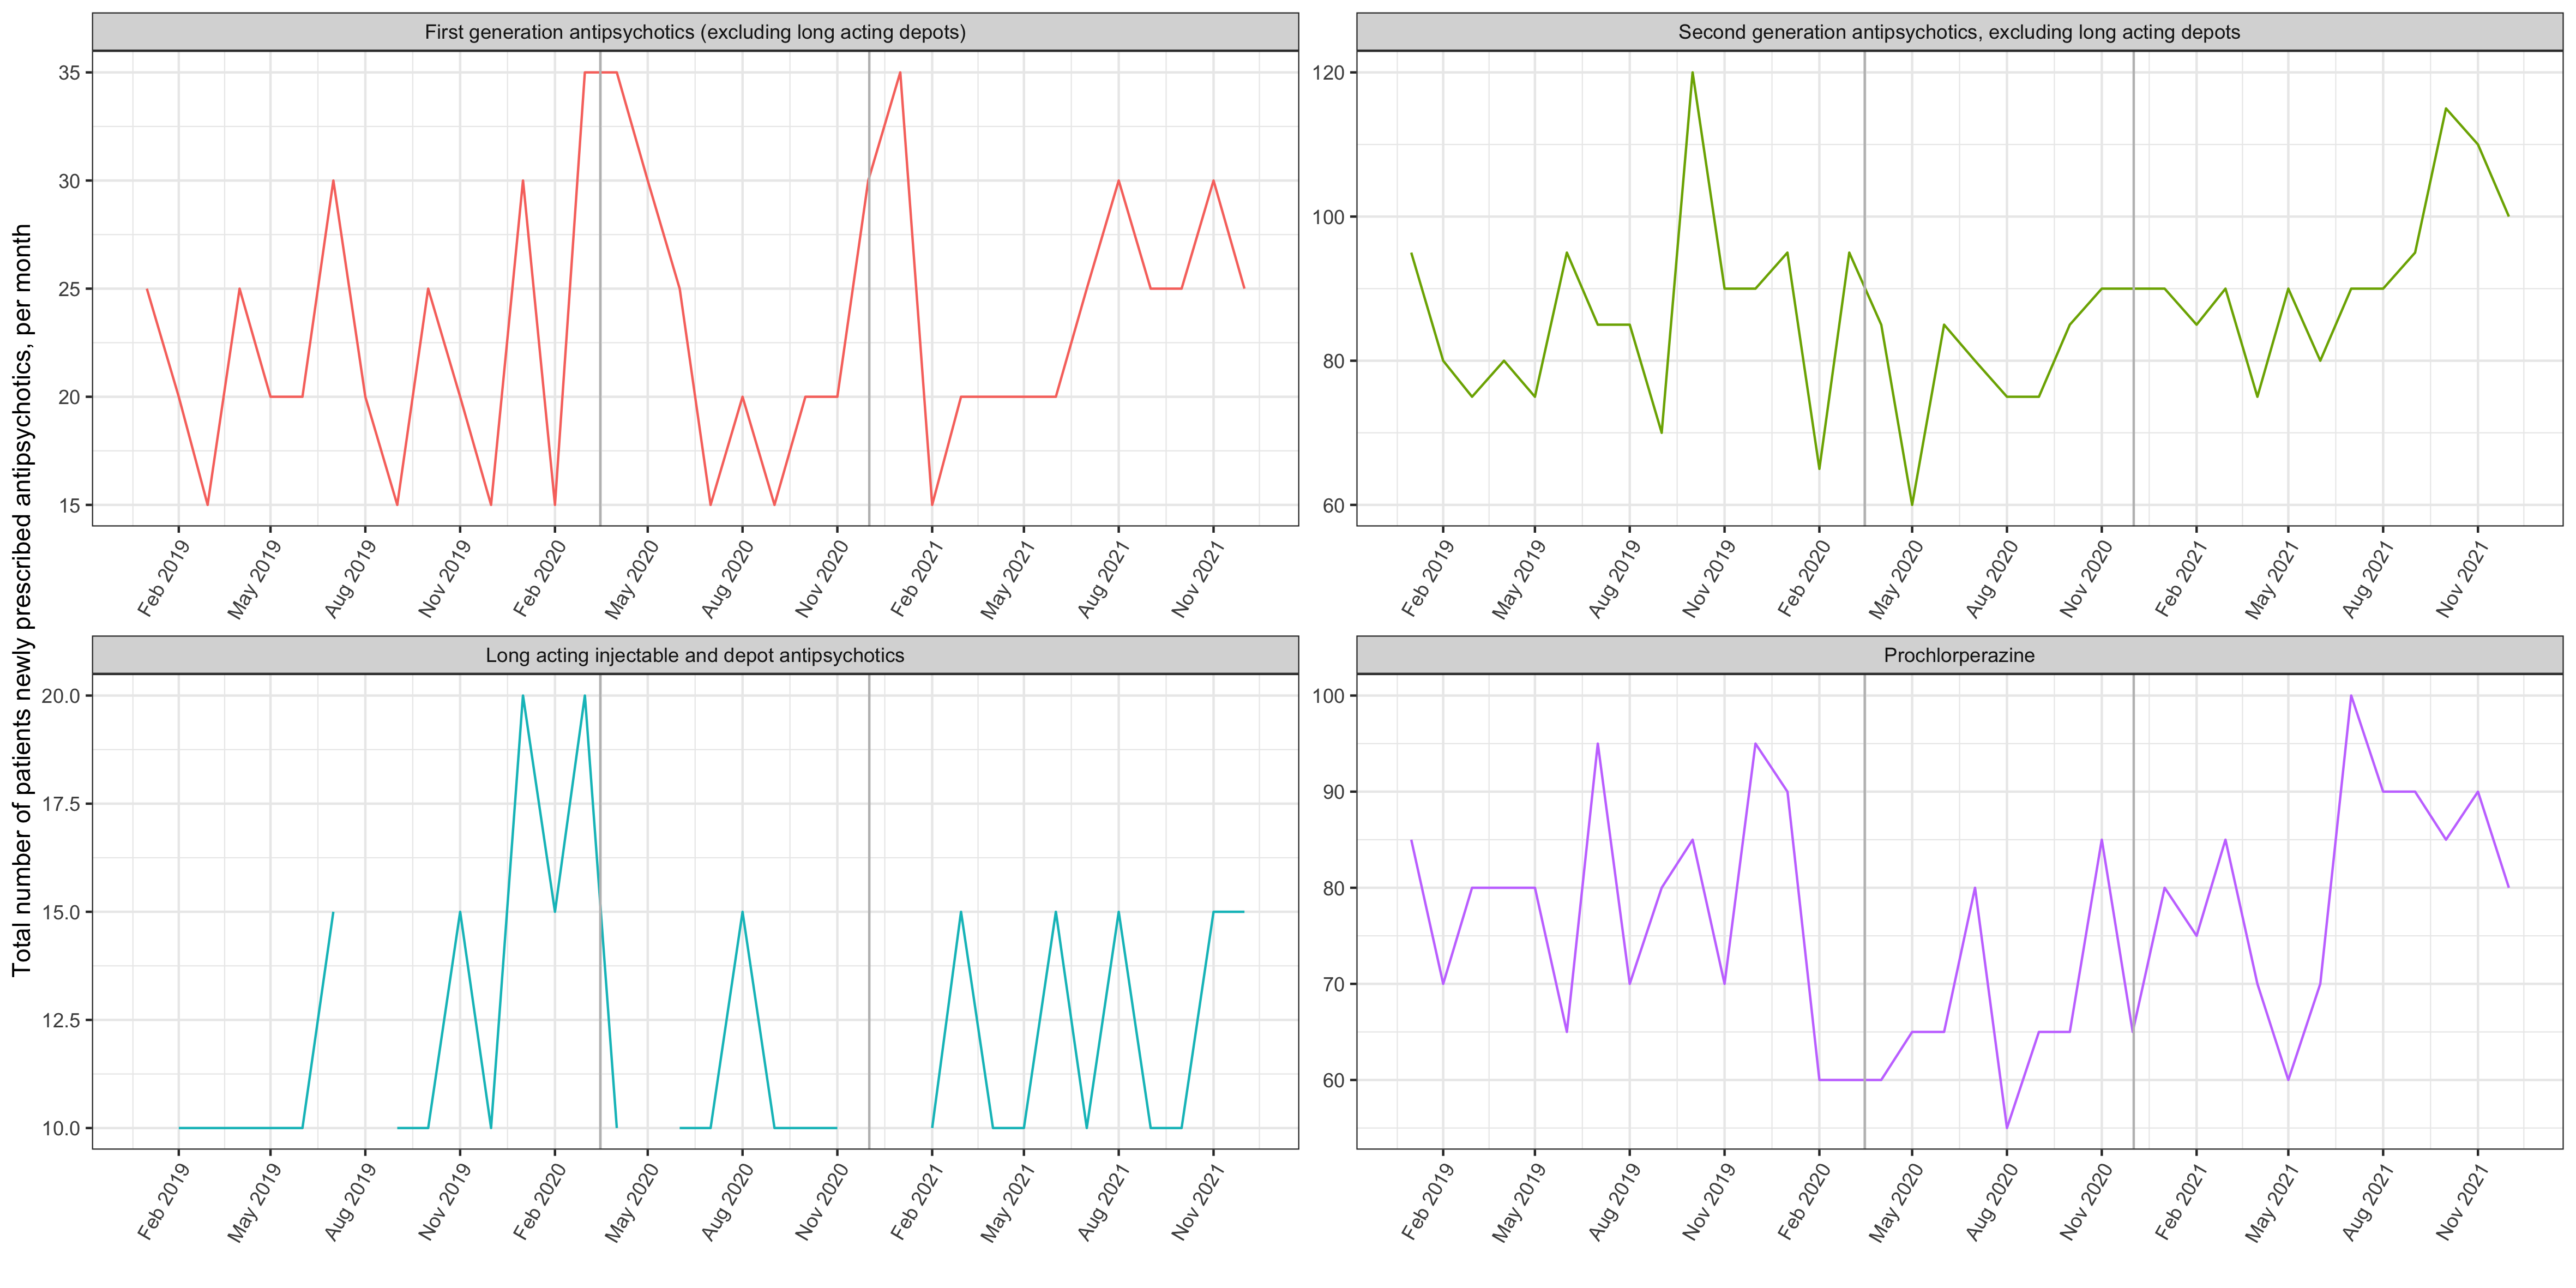 Total number of patients newly prescribed antipsychotics, per month
First generation antipsychotics (excluding long acting depots)
35
30
25
20
15
Feb 2019
May 2019
Aug 2019
Nov 2019
Feb 2020
May 2020
Aug 2020
Nov 2020
Feb 2021
May 2021
Aug 2021
Nov 2021
Second generation antipsychotics, excluding long acting depots
120
100
80
60
Feb 2019
May 2019
Aug 2019
Nov 2019
Feb 2020
May 2020
Aug 2020
Nov 2020
Feb 2021
May 2021
Aug 2021
Nov 2021
Long acting injectable and depot antipsychotics
20.0
17.5
15.0
12.5
10.0
Feb 2019
May 2019
Aug 2019
Nov 2019
Feb 2020
May 2020
Aug 2020
Nov 2020
Feb 2021
May 2021
Aug 2021
Nov 2021
Prochlorperazine
100
90
80
70
60
Feb 2019
May 2019
Aug 2019
Nov 2019
Feb 2020
May 2020
Aug 2020
Nov 2020
Feb 2021
May 2021
Aug 2021
Nov 2021